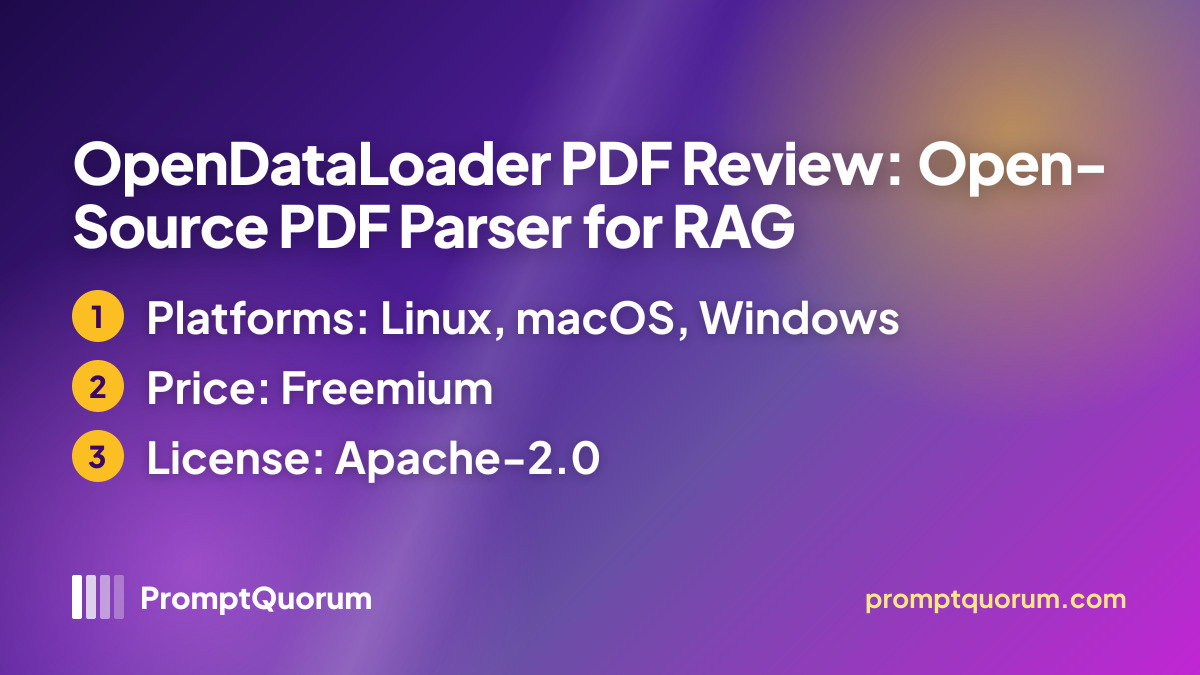 OpenDataLoader PDF Review: Open-
Source PDF Parser for RAG
1 Platforms: Linux, macOS, Windows
2 Price: Freemium
3 License: Apache-2.0
PromptQuorum
promptquorum.com